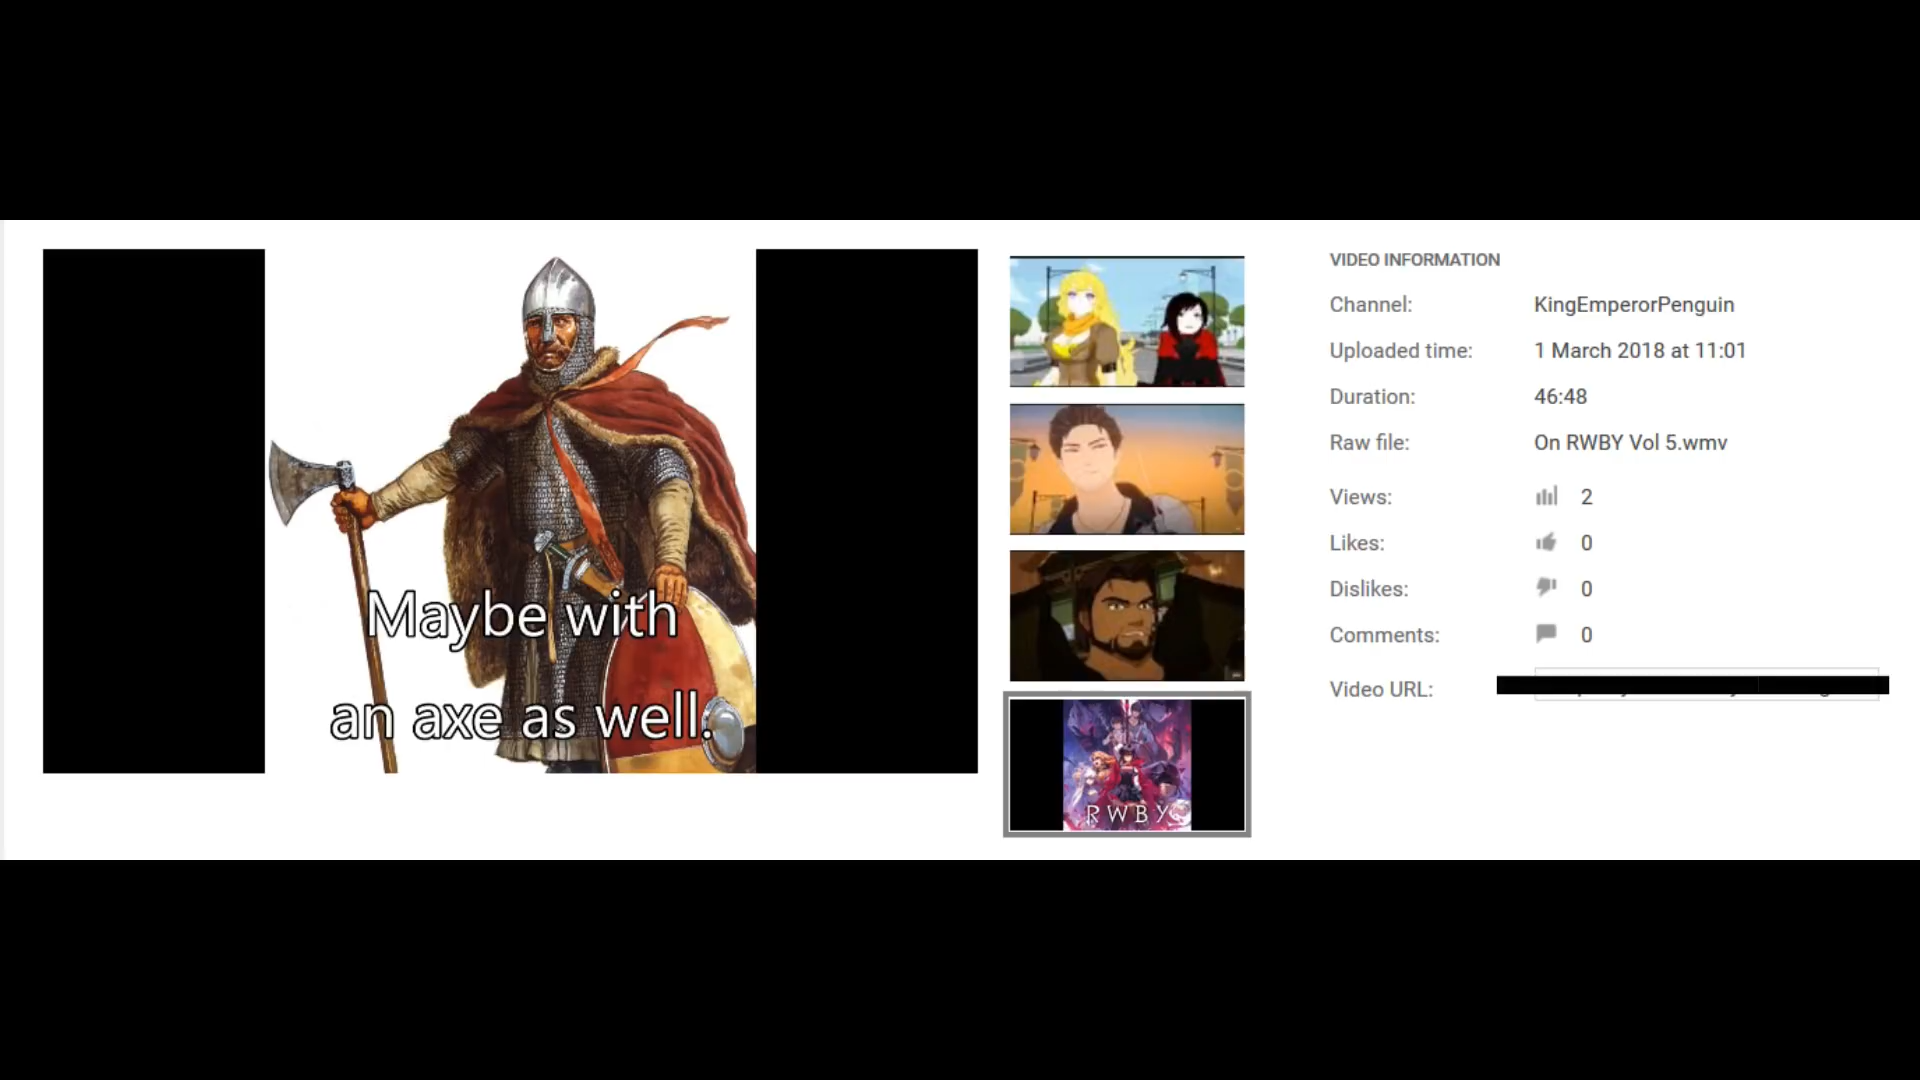 Maybe with
an axe as well.
RWBY
VIDEO INFORMATION
Channel: KingEmperorPenguin
Uploaded time: 1 March 2018 at 11:01
Duration: 46:48
Raw file: On RWBY Vol 5.wmv
Views: 2
Likes: 0
Dislikes: 0
Comments: 0
Video URL: